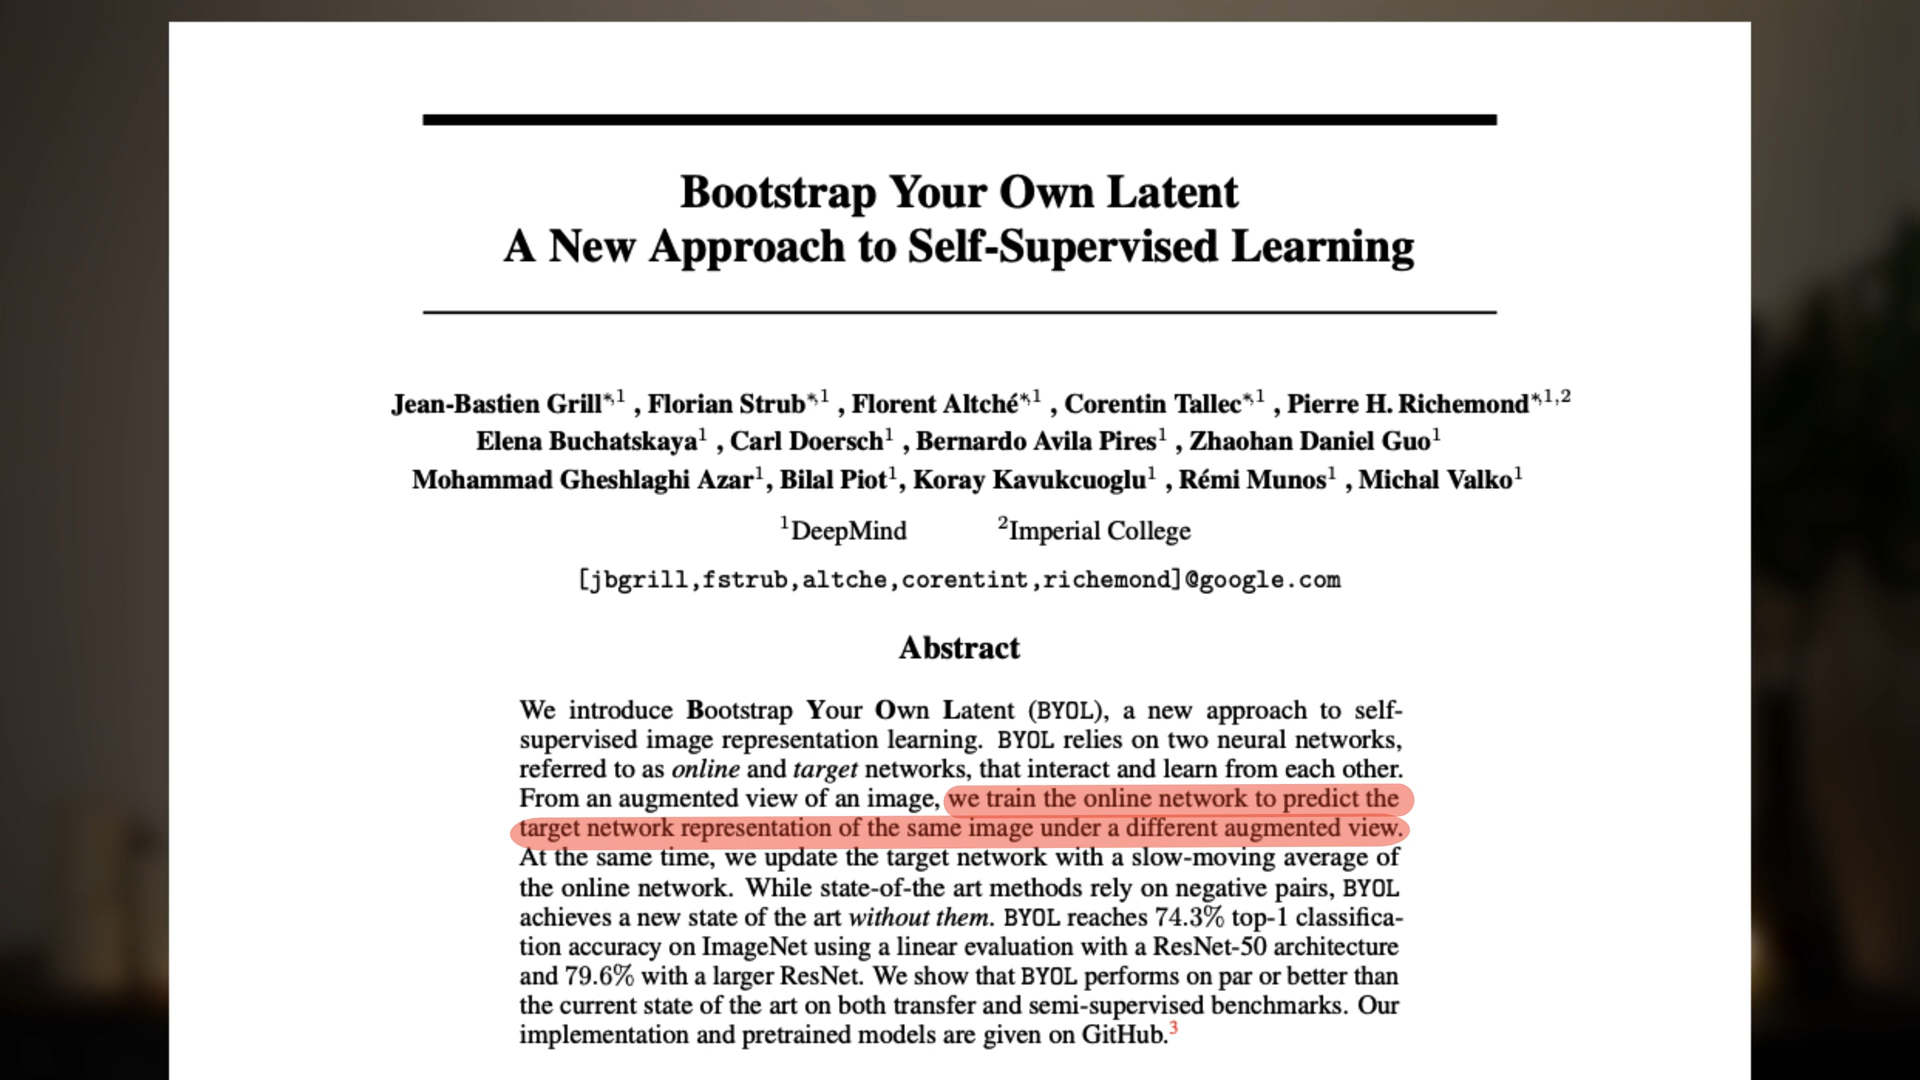 Bootstrap Your Own Latent
A New Approach to Self-Supervised Learning
Jean-Bastien Grill*,1 , Florian Strub*,1 , Florent Altché*,1 , Corentin Tallec*,1 , Pierre H. Richemond*,1,2
Elena Buchatskaya1 , Carl Doersch1 , Bernardo Avila Pires1 , Zhaohan Daniel Guo1
Mohammad Gheshlaghi Azar1, Bilal Piot1, Koray Kavukcuoglu1 , Rémi Munos1 , Michal Valko1
1DeepMind 2Imperial College
[jbgrill,fstrub,altche,corentint,richemond]@google.com
Abstract
We introduce Bootstrap Your Own Latent (BYOL), a new approach to self-
supervised image representation learning. BYOL relies on two neural networks,
referred to as online and target networks, that interact and learn from each other.
From an augmented view of an image, we train the online network to predict the
target network representation of the same image under a different augmented view.
At the same time, we update the target network with a slow-moving average of
the online network. While state-of-the art methods rely on negative pairs, BYOL
achieves a new state of the art without them. BYOL reaches 74.3% top-1 classifica-
tion accuracy on ImageNet using a linear evaluation with a ResNet-50 architecture
and 79.6% with a larger ResNet. We show that BYOL performs on par or better than
the current state of the art on both transfer and semi-supervised benchmarks. Our
implementation and pretrained models are given on GitHub.3